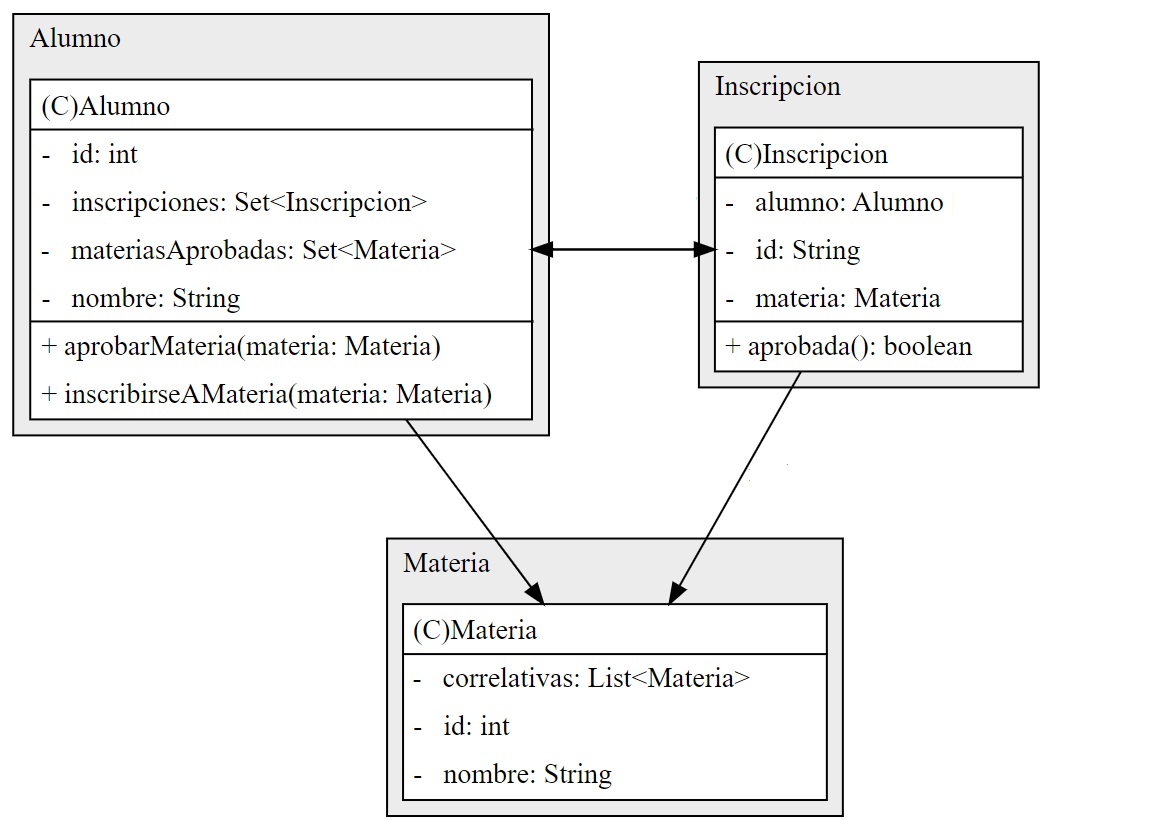 Alumno
(C)Alumno
- id: int
- inscripciones: Set<Inscripcion>
- materiasAprobadas: Set<Materia>
- nombre: String
+ aprobarMateria(materia: Materia)
+ inscribirseAMateria(materia: Materia)
Inscripcion
(C)Inscripcion
- alumno: Alumno
- id: String
- materia: Materia
+ aprobada(): boolean
Materia
(C)Materia
- correlativas: List<Materia>
- id: int
- nombre: String